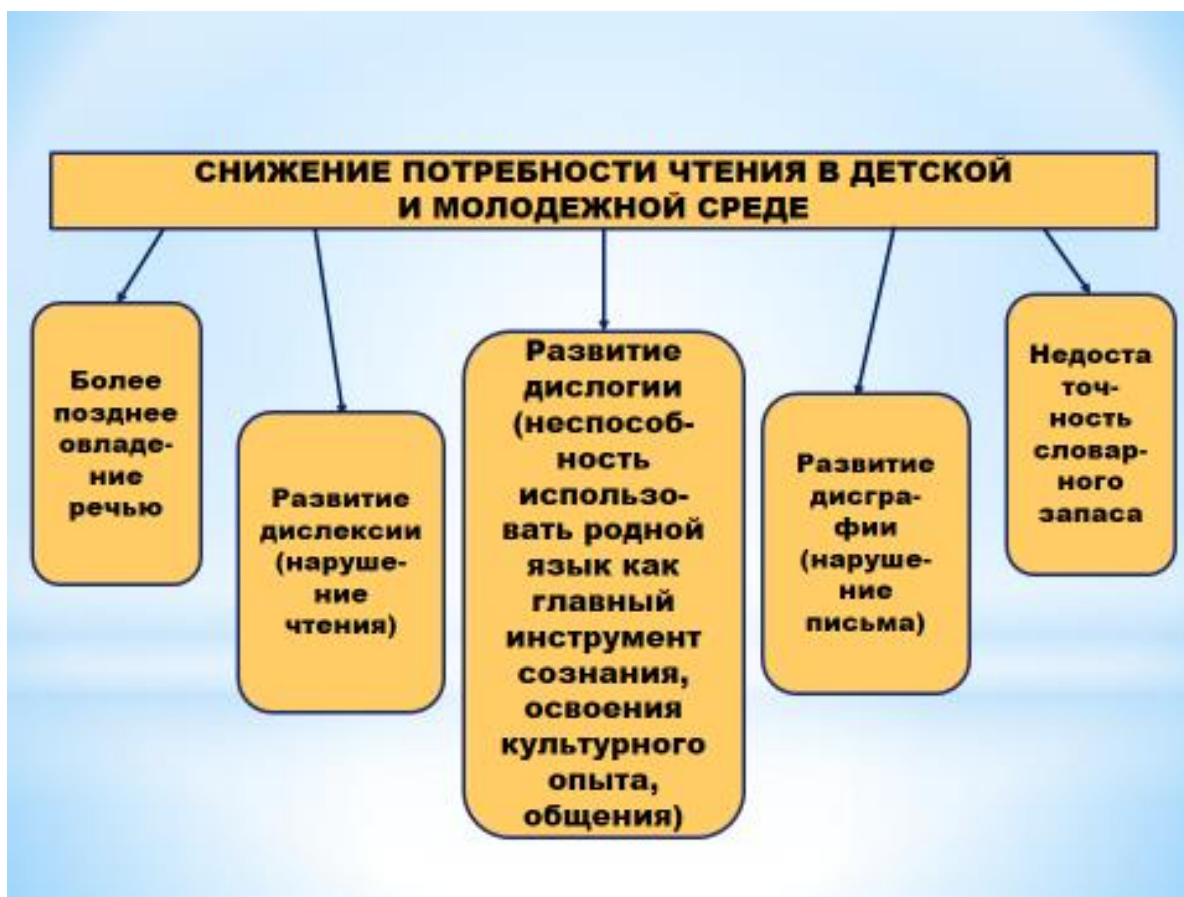 СНИЖЕНИЕ ПОТРЕБНОСТИ ЧТЕНИЯ В ДЕТСКОЙ
И МОЛОДЕЖНОЙ СРЕДЕ
Более
позднее
овладе-
ние
речью
Развитие
дислексии
(наруше-
ние
чтения)
Развитие
дислогии
(неспособ-
ность
использо-
вать родной
язык как
главный
инструмент
сознания,
освоения
культурного
опыта,
общения)
Развитие
дисгра-
фии
(наруше-
ние
письма)
Недоста
точ-
ность
словар-
ного
запаса